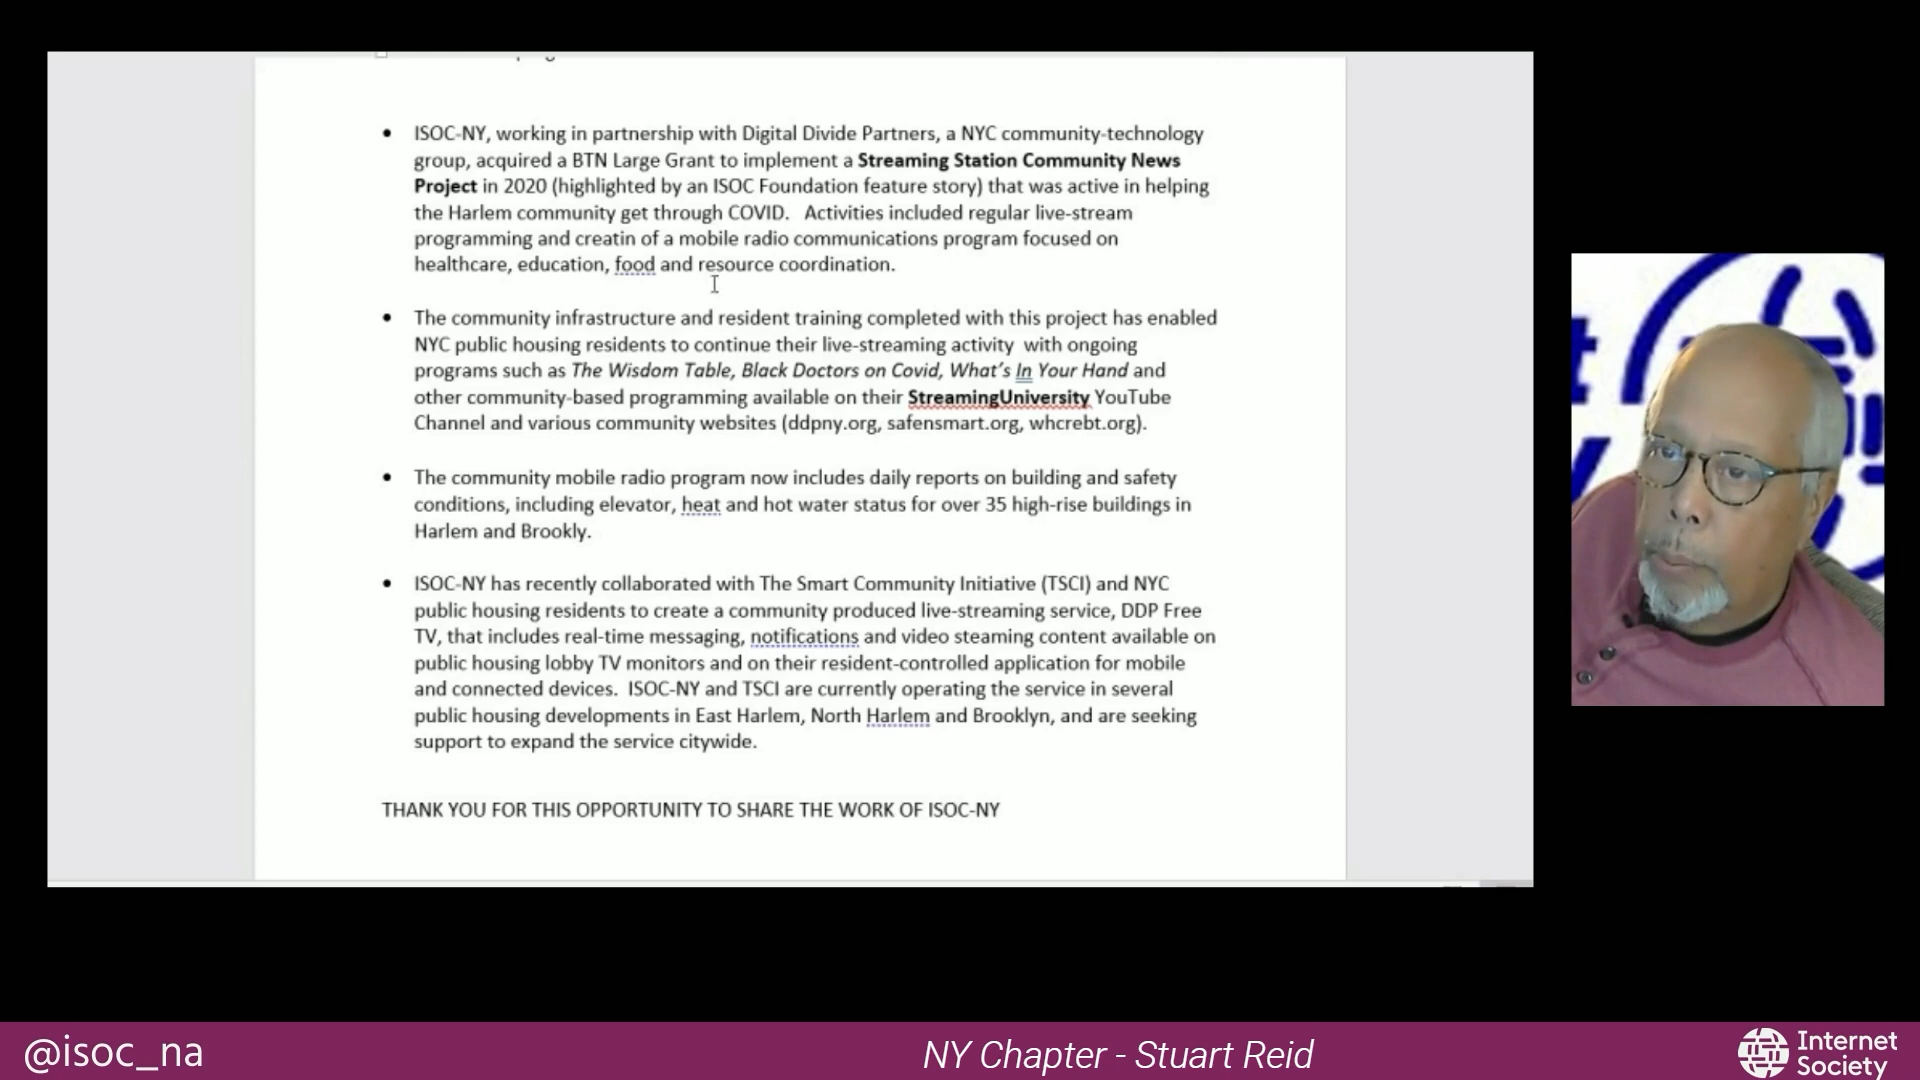 ISOC-NY, working in partnership with Digital Divide Partners, a NYC community-technology
group, acquired a BTN Large Grant to implement a Streaming Station Community News
Project in 2020 (highlighted by an ISOC Foundation feature story) that was active in helping
the Harlem community get through COVID.   Activities included regular live-stream
programming and creatin of a mobile radio communications program focused on
healthcare, education, food and resource coordination.
The community infrastructure and resident training completed with this project has enabled
NYC public housing residents to continue their live-streaming activity  with ongoing
programs such as The Wisdom Table, Black Doctors on Covid, What's In Your Hand and
other community-based programming available on their StreamingUniversity YouTube
Channel and various community websites (ddpny.org, safensmart.org, whcrebt.org).
The community mobile radio program now includes daily reports on building and safety
conditions, including elevator, heat and hot water status for over 35 high-rise buildings in
Harlem and Brookly.
ISOC-NY has recently collaborated with The Smart Community Initiative (TSCI) and NYC
public housing residents to create a community produced live-streaming service, DDP Free
TV, that includes real-time messaging, notifications and video steaming content available on
public housing lobby TV monitors and on their resident-controlled application for mobile
and connected devices.  ISOC-NY and TSCI are currently operating the service in several
public housing developments in East Harlem, North Harlem and Brooklyn, and are seeking
support to expand the service citywide.
THANK YOU FOR THIS OPPORTUNITY TO SHARE THE WORK OF ISOC-NY
@isoc_na
NY Chapter - Stuart Reid
Internet
Society